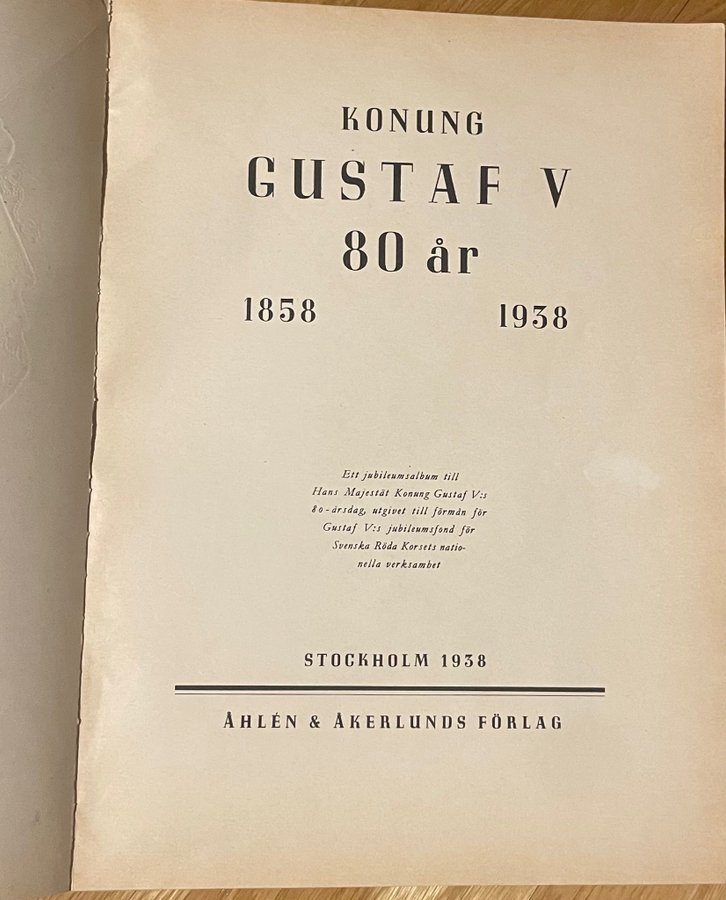 KONUNG
GUSTAF V
80 år
1858 1938
Ett jubileumsalbum till
Hans Majestät Konung Gustaf V:s
80-årsdag, utgivet till förmån för
Gustaf V:s jubileumsfond för
Svenska Röda Korsets natio-
nella verksamhet
STOCKHOLM 1938
ÅHLÉN & ÅKERLUNDS FÖRLAG